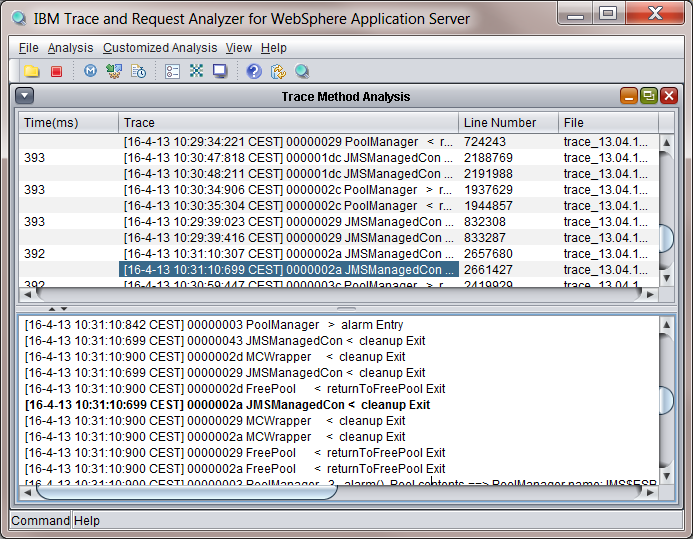 IBM Trace and Request Analyzer for WebSphere Application Server
File Analysis Customized Analysis View Help
Trace Method Analysis
Time(ms) Trace Line Number File
[16-4-13 10:29:34:221 CEST] 00000029 PoolManager < r... 724243 trace_13.04.1...
393 [16-4-13 10:30:47:818 CEST] 000001dc JMSManagedCon ... 2188769 trace_13.04.1...
[16-4-13 10:30:48:211 CEST] 000001dc JMSManagedCon ... 2191988 trace_13.04.1...
393 [16-4-13 10:30:34:906 CEST] 0000002c PoolManager > r... 1937629 trace_13.04.1...
[16-4-13 10:30:35:304 CEST] 0000002c PoolManager < r... 1944857 trace_13.04.1...
393 [16-4-13 10:29:39:023 CEST] 00000029 JMSManagedCon ... 832308 trace_13.04.1...
[16-4-13 10:29:39:416 CEST] 00000029 JMSManagedCon ... 833287 trace_13.04.1...
392 [16-4-13 10:31:10:307 CEST] 0000002a JMSManagedCon ... 2657680 trace_13.04.1...
[16-4-13 10:31:10:699 CEST] 0000002a JMSManagedCon ... 2661427 trace_13.04.1...
392 [16-4-13 10:30:59:447 CEST] 0000003c PoolManager > r... 2419929 trace_13.04.1...
[16-4-13 10:31:10:842 CEST] 00000003 PoolManager > alarm Entry
[16-4-13 10:31:10:699 CEST] 00000043 JMSManagedCon < cleanup Exit
[16-4-13 10:31:10:900 CEST] 0000002d MCWrapper < cleanup Exit
[16-4-13 10:31:10:699 CEST] 00000029 JMSManagedCon < cleanup Exit
[16-4-13 10:31:10:900 CEST] 0000002d FreePool < returnToFreePool Exit
[16-4-13 10:31:10:699 CEST] 0000002a JMSManagedCon < cleanup Exit
[16-4-13 10:31:10:900 CEST] 00000029 MCWrapper < cleanup Exit
[16-4-13 10:31:10:900 CEST] 0000002a MCWrapper < cleanup Exit
[16-4-13 10:31:10:900 CEST] 00000029 FreePool < returnToFreePool Exit
[16-4-13 10:31:10:900 CEST] 0000002a FreePool < returnToFreePool Exit
[16-4-13 10:31:10:900 CEST] 00000003 PoolManager 3 alarm() Pool contents ==> PoolManager name:JMS$ESB
Command Help